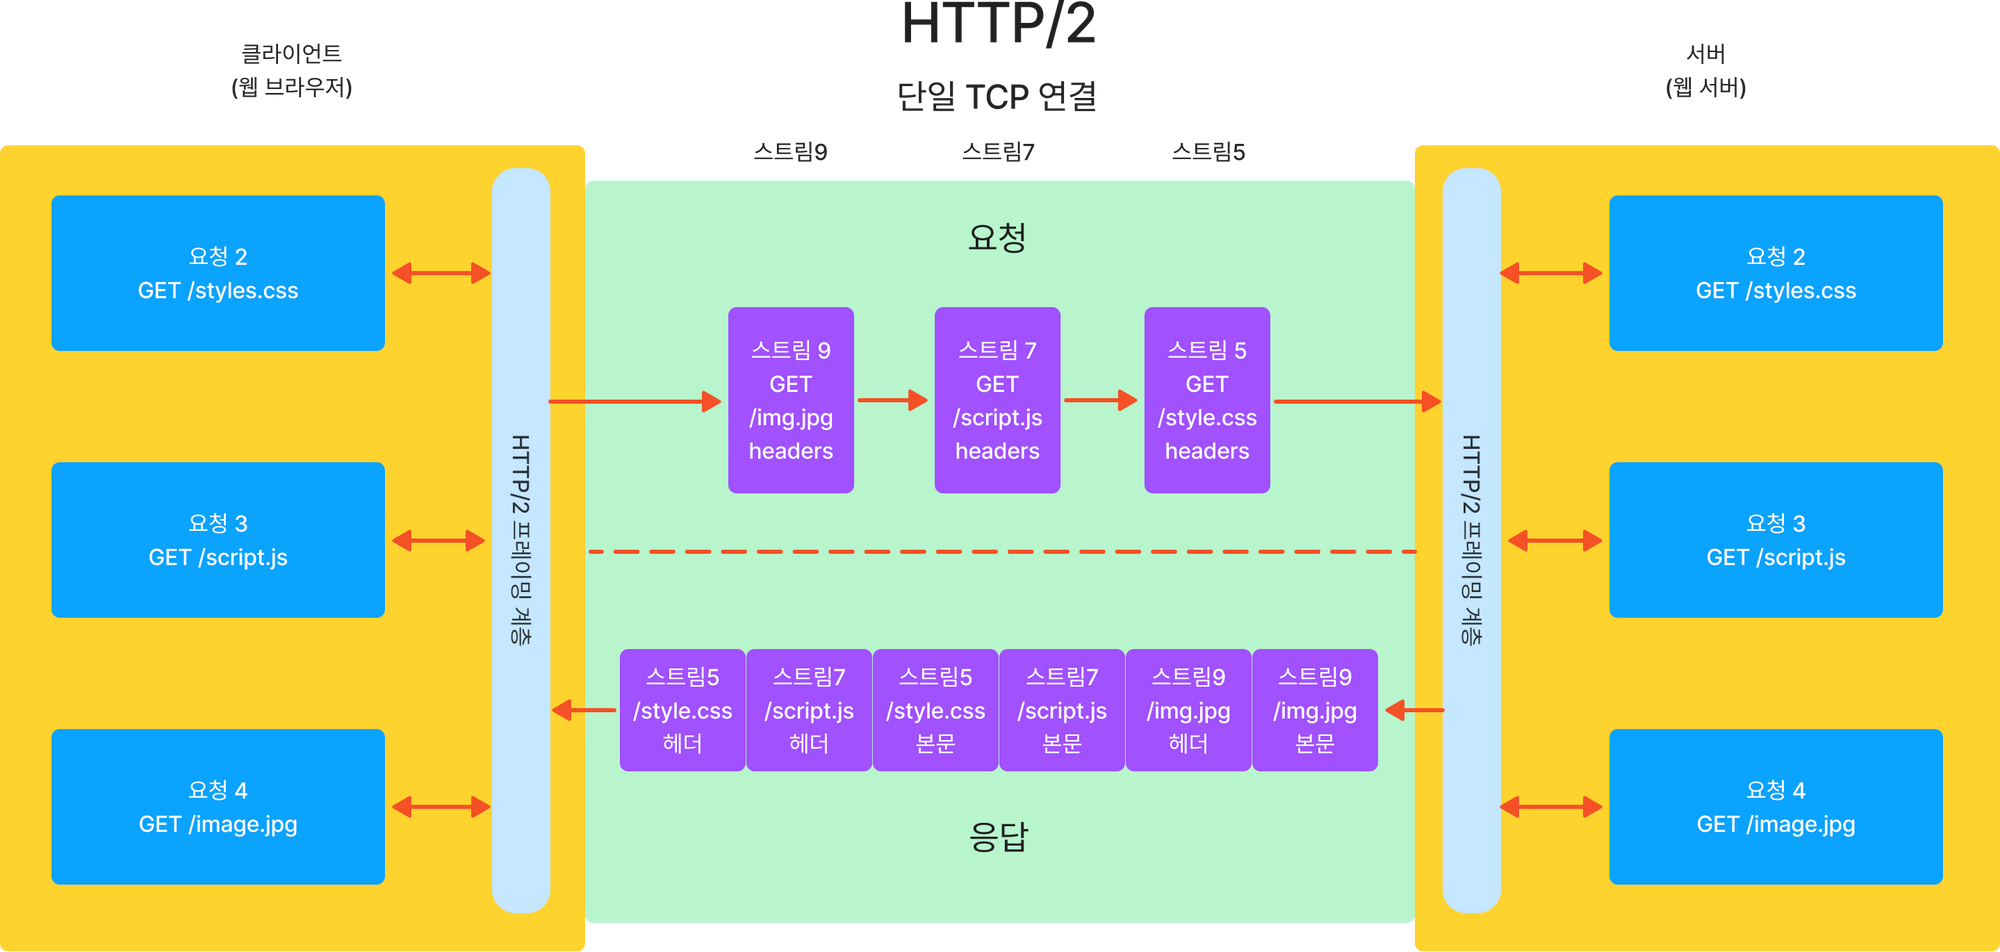 HTTP/2
클라이언트
(웹 브라우저)
서버
(웹 서버)
단일 TCP 연결
스트림9
스트림7
스트림5
요청 2
GET /styles.css
요청 3
GET /script.js
요청 4
GET /image.jpg
HTTP/2 프레이밍 계층
요청
스트림 9
GET
/img.jpg
headers
스트림 7
GET
/script.js
headers
스트림 5
GET
/style.css
headers
스트림5
/style.css
헤더
스트림7
/script.js
헤더
스트림5
/style.css
본문
스트림7
/script.js
본문
스트림9
/img.jpg
헤더
스트림9
/img.jpg
본문
응답
HTTP/2 프레이밍 계층
요청 2
GET /styles.css
요청 3
GET /script.js
요청 4
GET /image.jpg